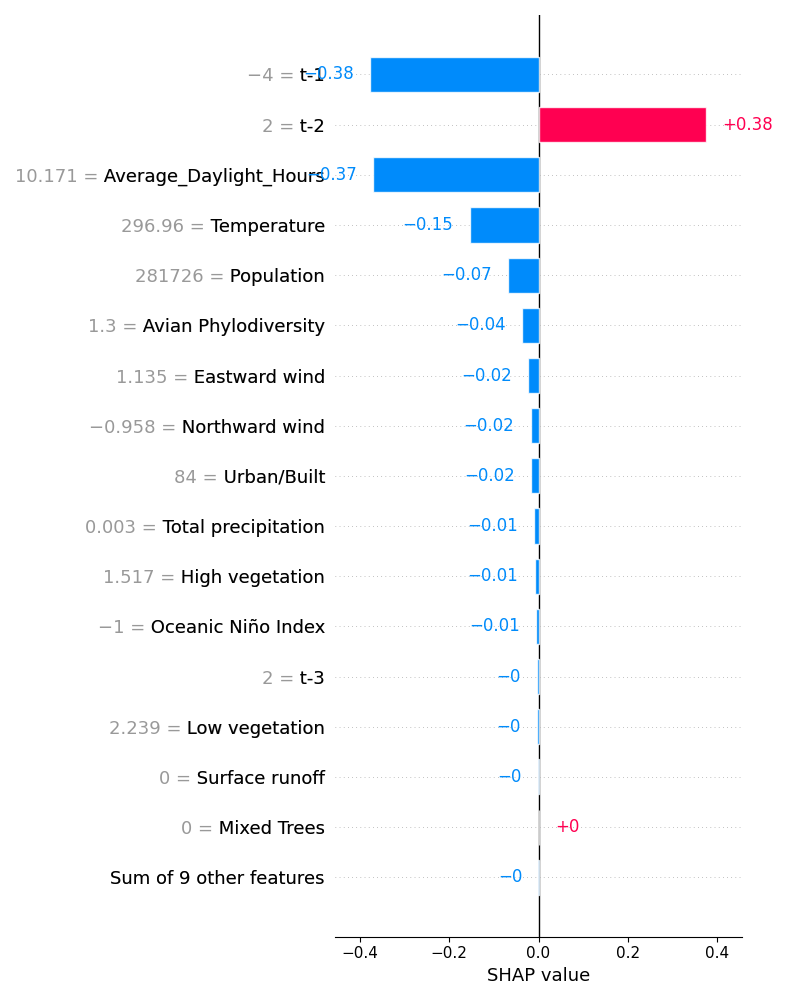 −4 = t-1 −0.38
2 = t-2 +0.38
10.171 = Average_Daylight_Hours −0.37
296.96 = Temperature −0.15
281726 = Population −0.07
1.3 = Avian Phylodiversity −0.04
1.135 = Eastward wind −0.02
−0.958 = Northward wind −0.02
84 = Urban/Built −0.02
0.003 = Total precipitation −0.01
1.517 = High vegetation −0.01
−1 = Oceanic Niño Index −0.01
2 = t-3 −0
2.239 = Low vegetation −0
0 = Surface runoff −0
0 = Mixed Trees +0
Sum of 9 other features −0
−0.4 −0.2 0.0 0.2 0.4
SHAP value